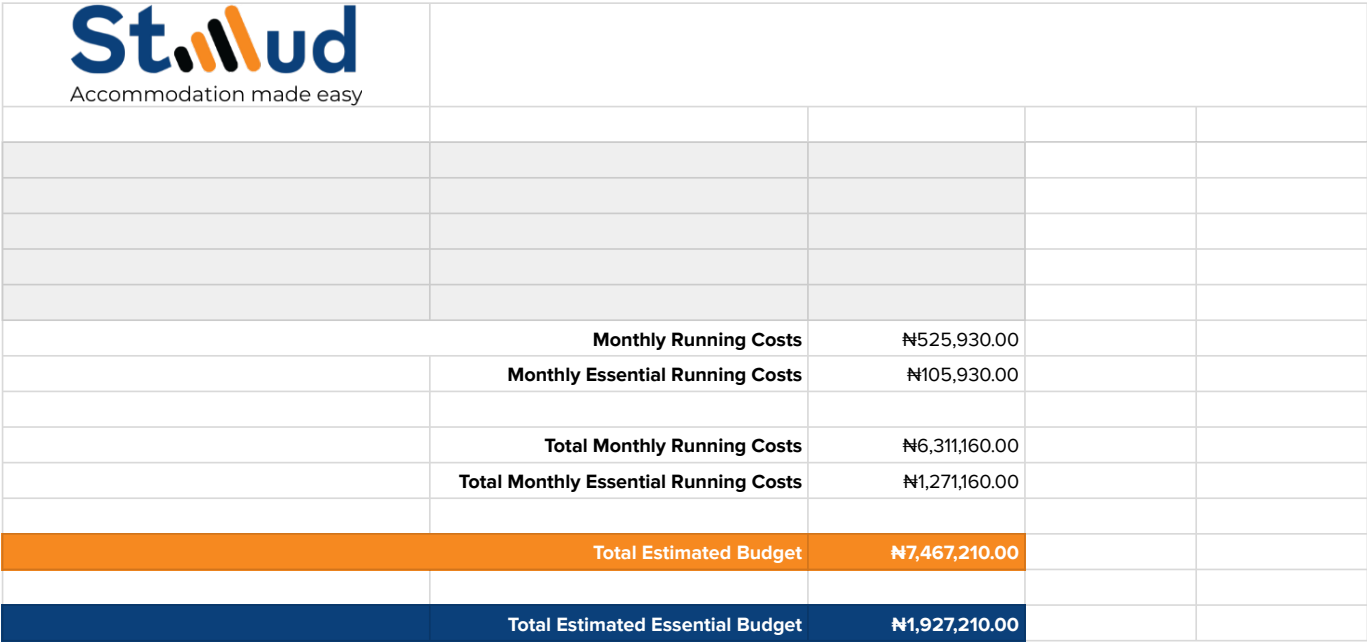 Stud
Accommodation made easy
Monthly Running Costs ₦525,930.00
Monthly Essential Running Costs ₦105,930.00
Total Monthly Running Costs ₦6,311,160.00
Total Monthly Essential Running Costs ₦1,271,160.00
Total Estimated Budget ₦7,467,210.00
Total Estimated Essential Budget ₦1,927,210.00